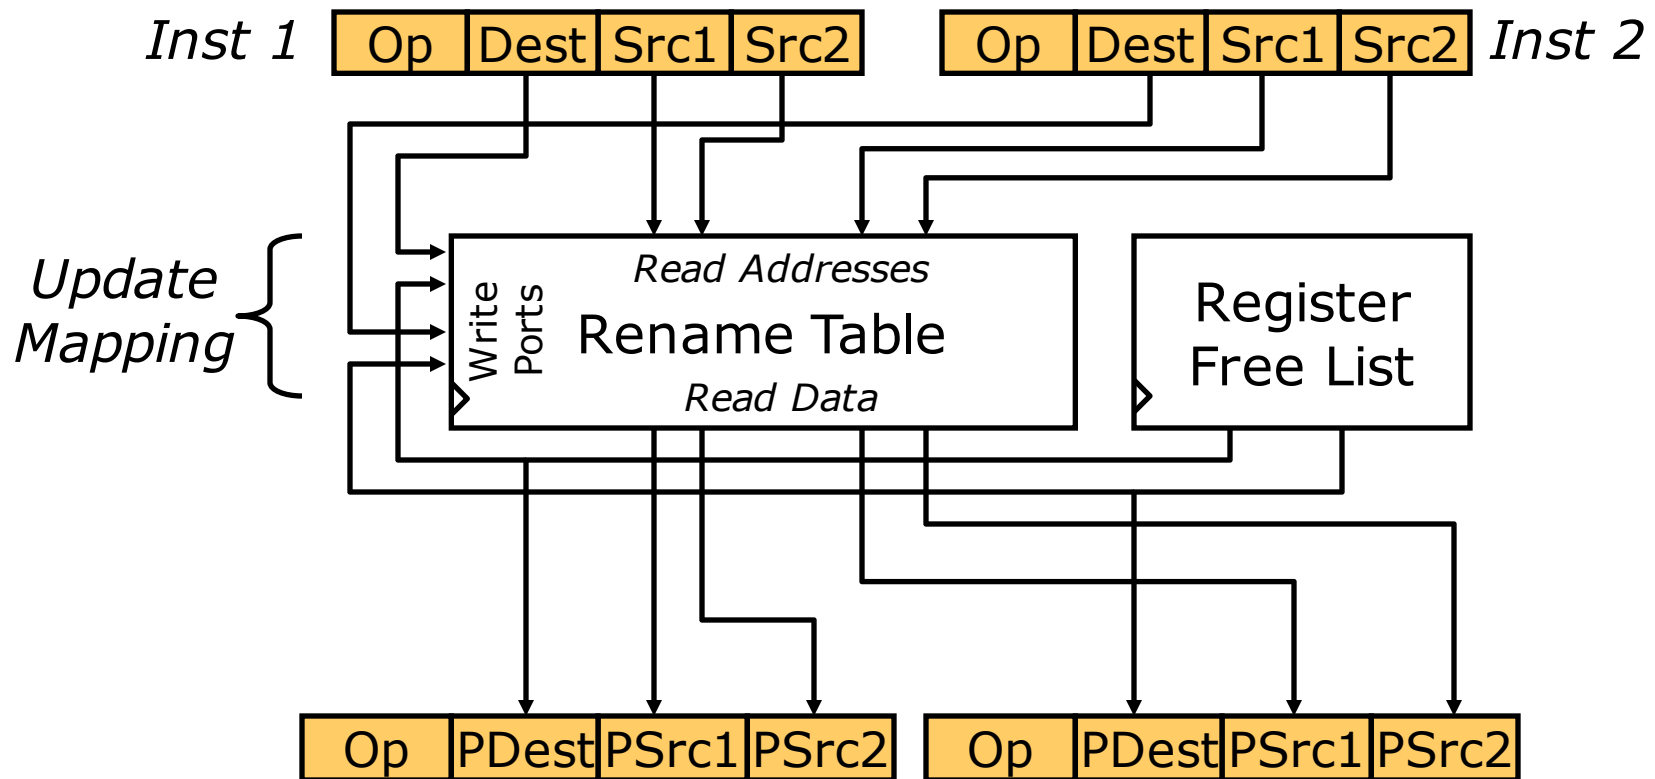 Inst 1 Op Dest Src1 Src2 Op Dest Src1 Src2 Inst 2
Update
Mapping
Write
Ports
Read Addresses
Rename Table
Read Data
Register
Free List
Op PDest PSrc1 PSrc2 Op PDest PSrc1 PSrc2